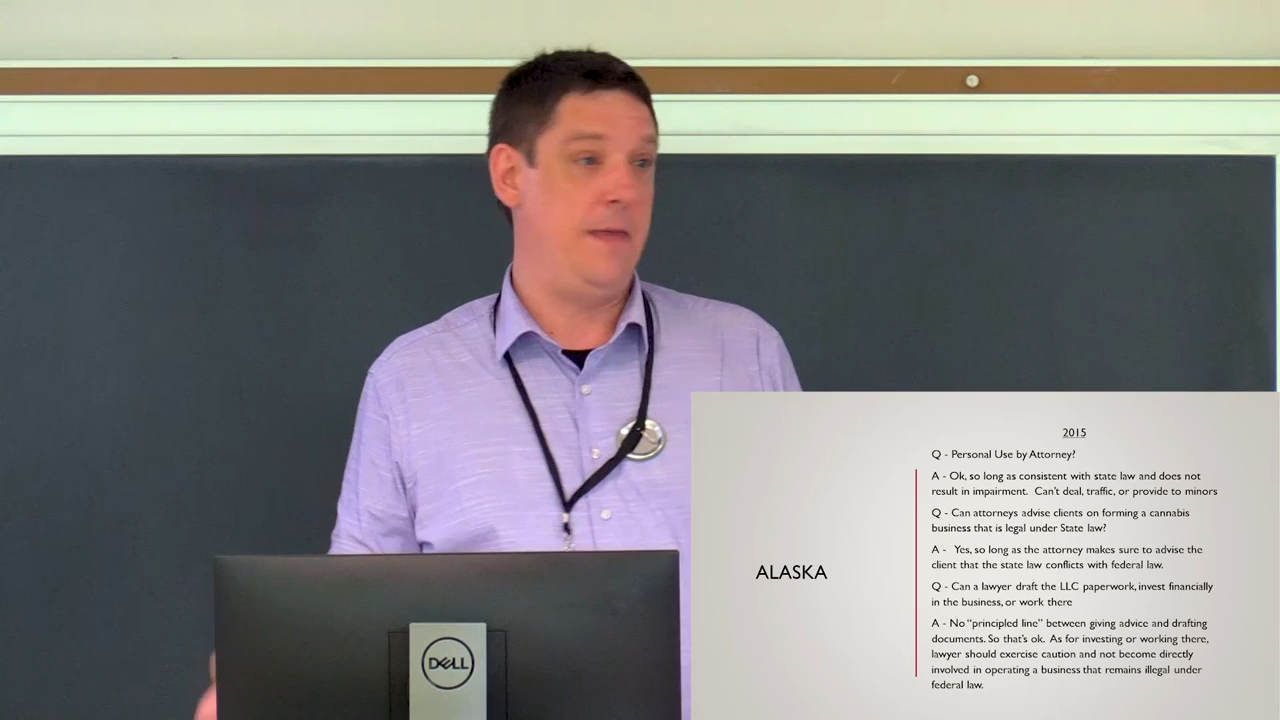 DELL
ALASKA
2015
Q - Personal Use by Attorney?
A - Ok, so long as consistent with state law and does not
result in impairment. Can't deal, traffic, or provide to minors
Q - Can attorneys advise clients on forming a cannabis
business that is legal under State law?
A - Yes, so long as the attorney makes sure to advise the
client that the state law conflicts with federal law.
Q - Can a lawyer draft the LLC paperwork, invest financially
in the business, or work there
A - No “principled line” between giving advice and drafting
documents. So that's ok. As for investing or working there,
lawyer should exercise caution and not become directly
involved in operating a business that remains illegal under
federal law.